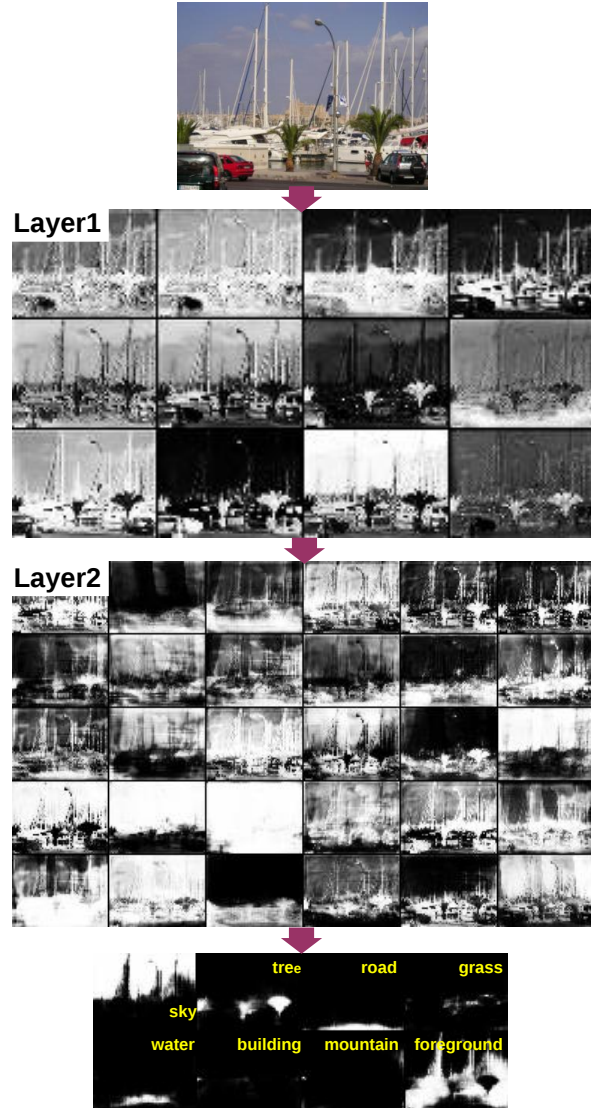 Layer1
Layer2
tree road grass
sky
water building mountain foreground